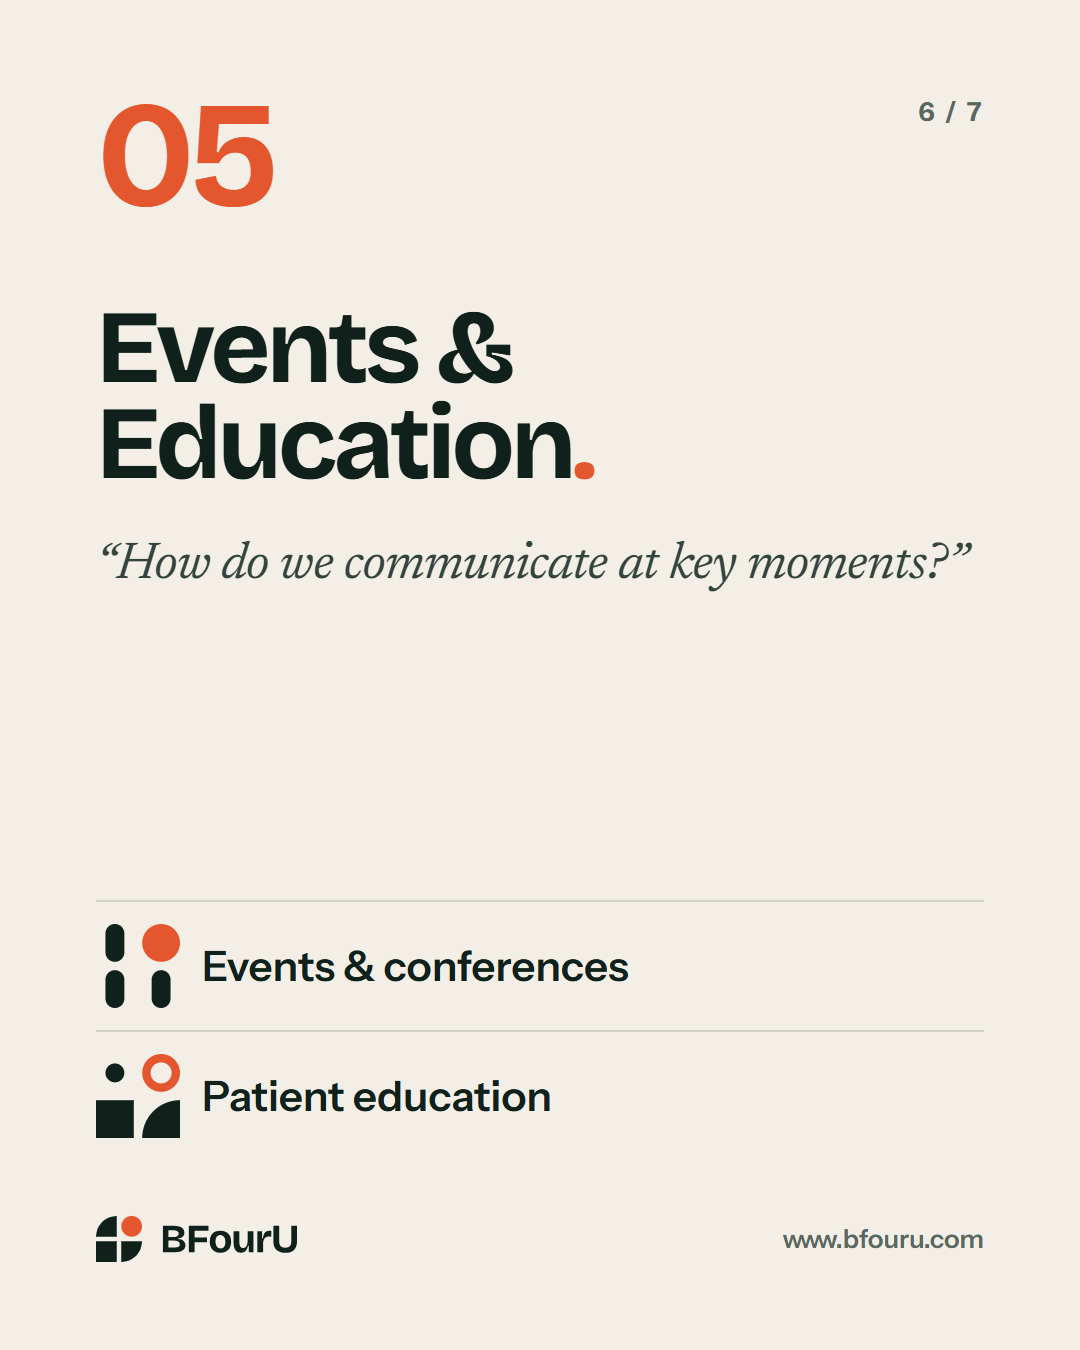 05
6 / 7
Events &
Education.
“How do we communicate at key moments?”
Events & conferences
Patient education
BFourU
www.bfouru.com